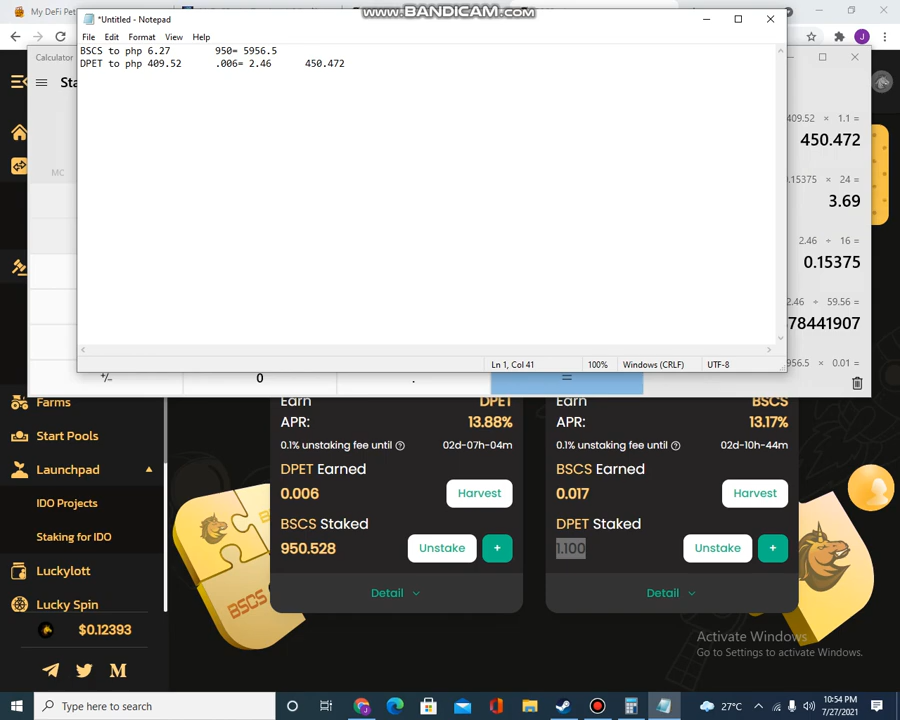 My DeFi Pet
www.BANDICAM.com
*Untitled - Notepad
File Edit Format View Help
BSCS to php 6.27 950= 5956.5
DPET to php 409.52 .006= 2.46 450.472
Calculator
Sta
MC
409.52 × 1.1 =
450.472
0.15375 × 24 =
3.69
2.46 ÷ 16 =
0.15375
2.46 ÷ 59.56 =
78441907
956.5 × 0.01 =
Ln 1, Col 41 100% Windows (CRLF) UTF-8
+/- 0 . =
Farms
Start Pools
Launchpad
IDO Projects
Staking for IDO
Luckylott
Lucky Spin
$0.12393
Earn DPET
APR: 13.88%
0.1% unstaking fee until 02d-07h-04m
DPET Earned
0.006 Harvest
BSCS Staked
950.528 Unstake +
Detail
Earn BSCS
APR: 13.17%
0.1% unstaking fee until 02d-10h-44m
BSCS Earned
0.017 Harvest
DPET Staked
1.100 Unstake +
Detail
BSCS
Activate Windows
Go to Settings to activate Windows.
Type here to search
27°C
10:54 PM
7/27/2021